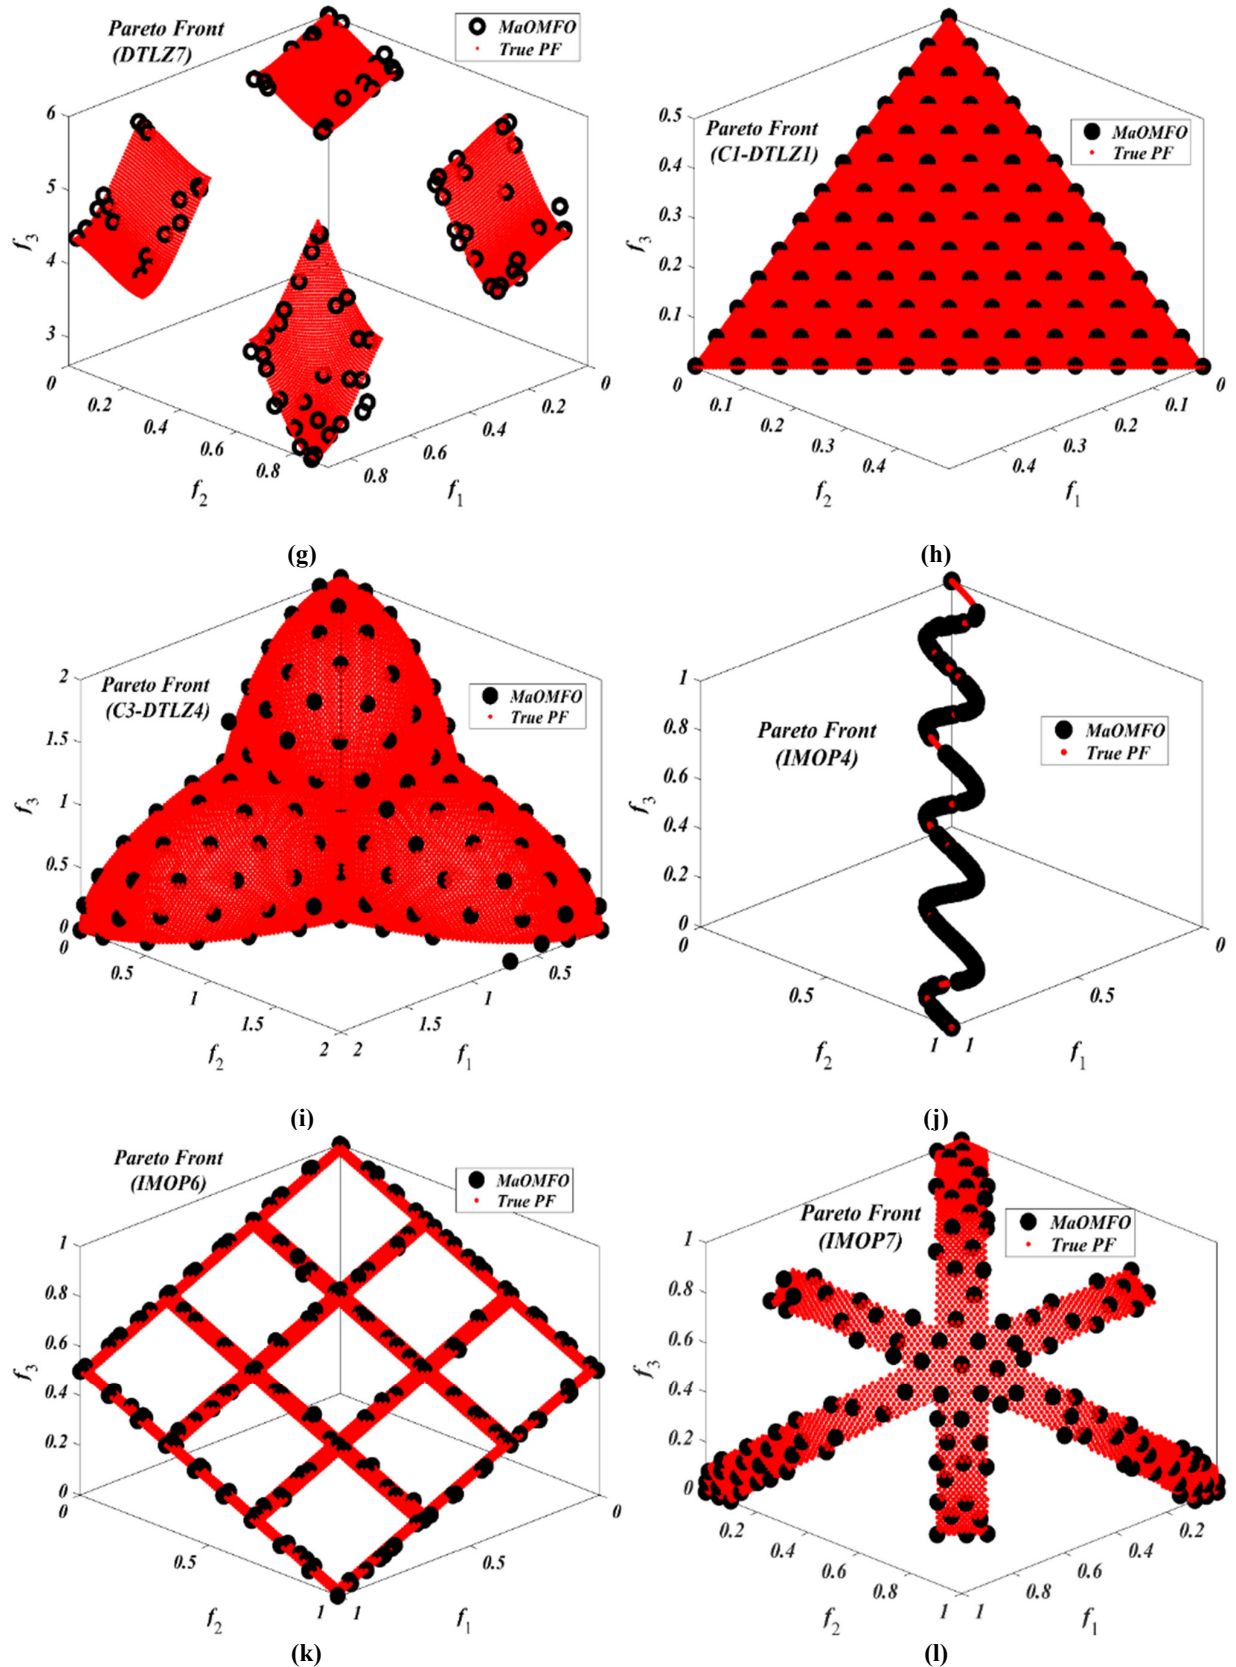 Pareto Front
(DTLZ7)
MaOMFO
True PF
6
5
4
3
f3
0
0.2
0.4
0.6
0.8
f2
0.8
0.6
0.4
0.2
0
f1
(g)
Pareto Front
(C1-DTLZ1)
MaOMFO
True PF
0.5
0.4
0.3
0.2
0.1
f3
0
0.1
0.2
0.3
0.4
f2
0.4
0.3
0.2
0.1
0
f1
(h)
Pareto Front
(C3-DTLZ4)
MaOMFO
True PF
2
1.5
1
0.5
0
f3
0
0.5
1
1.5
2
f2
2
1.5
1
0.5
f1
(i)
Pareto Front
(IMOP4)
MaOMFO
True PF
1
0.8
0.6
0.4
0.2
0
f3
0
0.5
1
f2
1
0.5
0
f1
(j)
Pareto Front
(IMOP6)
MaOMFO
True PF
1
0.8
0.6
0.4
0.2
0
f3
0
0.5
1
f2
1
0.5
0
f1
(k)
Pareto Front
(IMOP7)
MaOMFO
True PF
1
0.8
0.6
0.4
0.2
0
f3
0.2
0.4
0.6
0.8
1
f2
1
0.8
0.6
0.4
0.2
f1
(l)